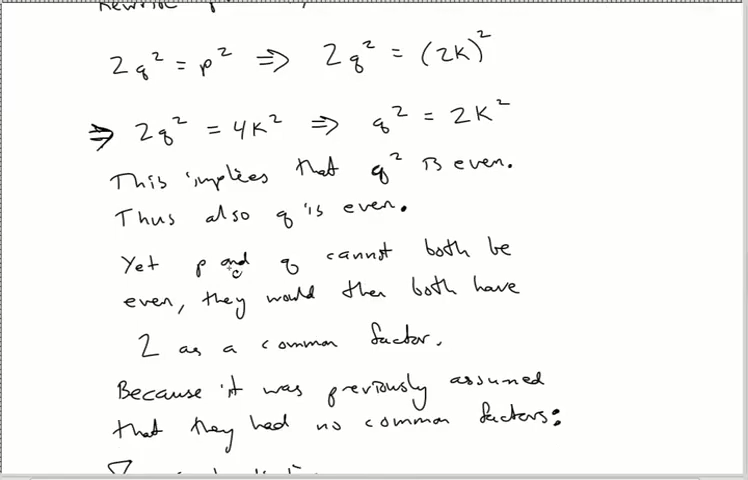 2q² = p² ⇒ 2q² = (2K)²
⇒ 2q² = 4K² ⇒ q² = 2K²
This implies that q² is even.
Thus also q is even.
Yet p and q cannot both be
even, they would then both have
2 as a common factor.
Because it was previously assumed
that they had no common factors: